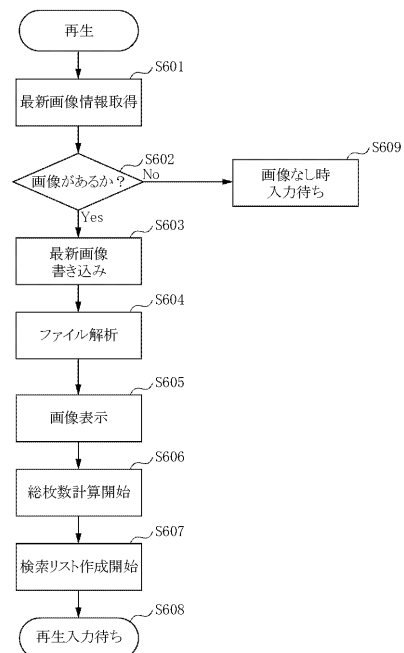 再生
S601
最新画像情報取得
S602
画像があるか？
No
S609
画像なし時
入力待ち
Yes
S603
最新画像
書き込み
S604
ファイル解析
S605
画像表示
S606
総枚数計算開始
S607
検索リスト作成開始
S608
再生入力待ち